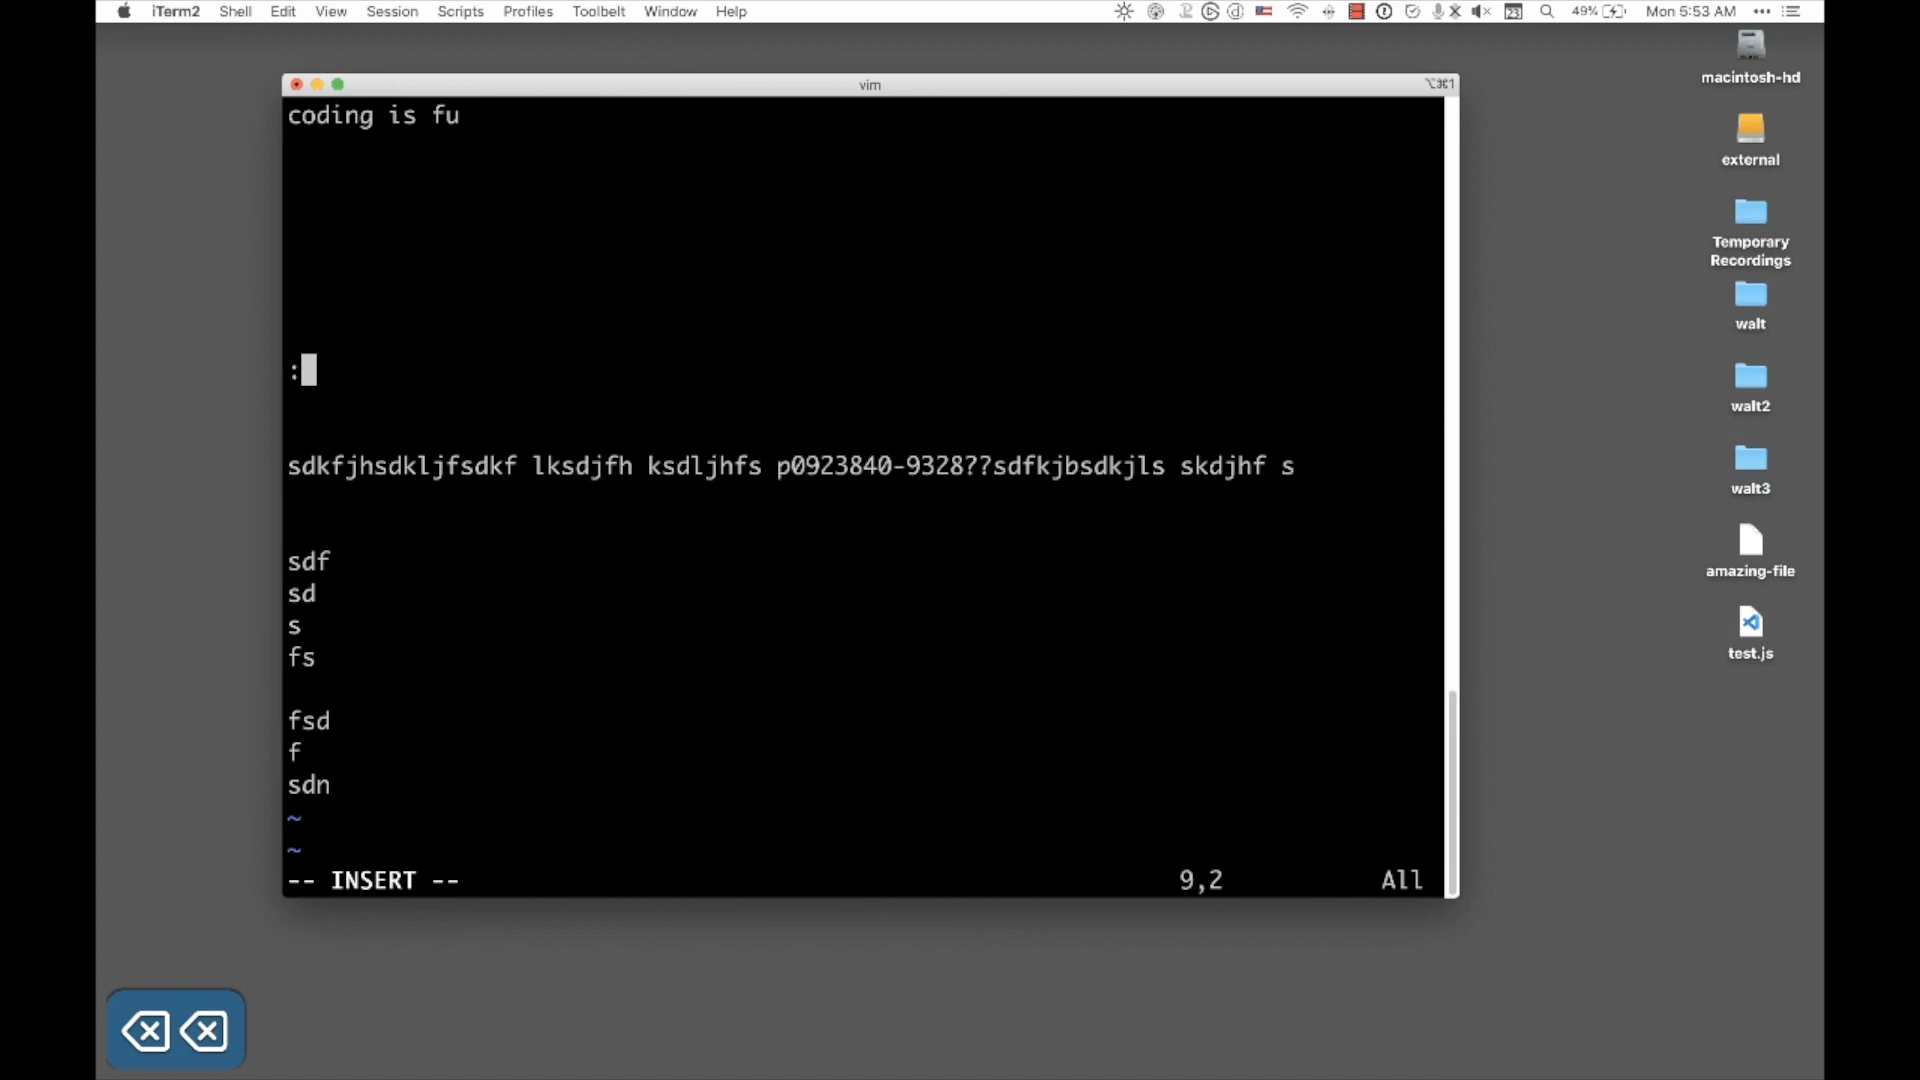 iTerm2 Shell Edit View Session Scripts Profiles Toolbelt Window Help 23 49% Mon 5:53 AM
vim ⌥⌘1
coding is fu
:
sdkfjhsdkljfsdkf lksdjfh ksdljhfs p0923840-9328??sdfkjbsdkjls skdjhf s
sdf
sd
s
fs
fsd
f
sdn
~
~
-- INSERT -- 9,2 All
macintosh-hd
external
Temporary
Recordings
walt
walt2
walt3
amazing-file
test.js